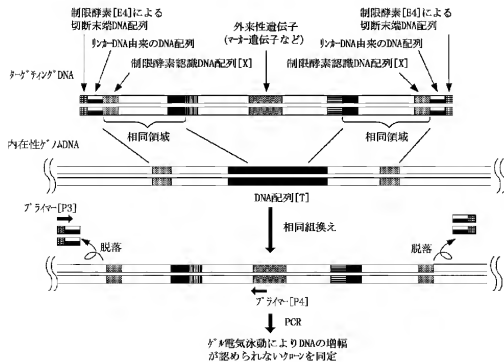 制限酵素[E4]による
切断末端DNA配列
リンカーDNA由来のDNA配列
制限酵素認識DNA配列[X]
外来性遺伝子
(マーカー遺伝子など)
制限酵素[E4]による
切断末端DNA配列
リンカーDNA由来のDNA配列
制限酵素認識DNA配列[X]
ターゲティングDNA
相同領域
相同領域
内在性ゲノムDNA
DNA配列[T]
プライマー[P3]
相同組換え
脱落
脱落
プライマー[P4]
PCR
ゲル電気泳動によりDNAの増幅
が認められないクローンを同定